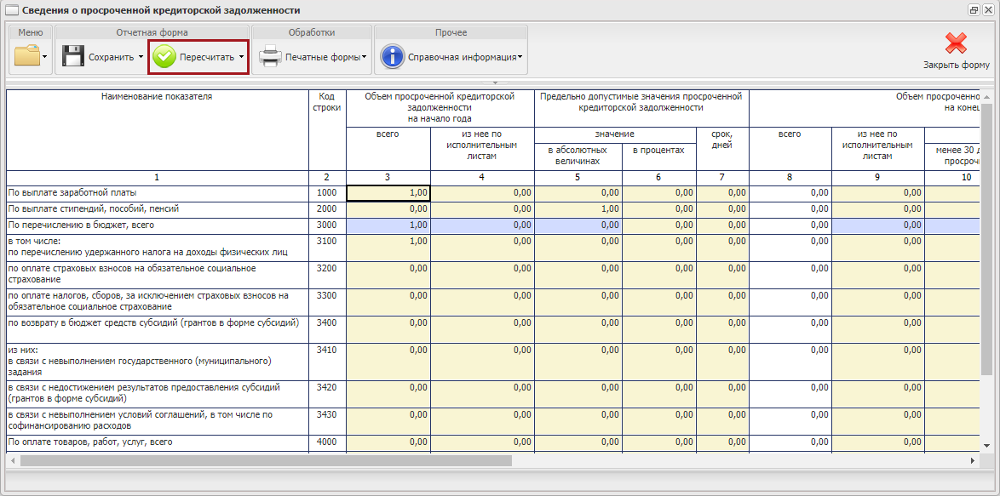 Сведения о просроченной кредиторской задолженности
Меню
Отчетная форма
Обработки
Прочее
Сохранить
Пересчитать
Печатные формы
Справочная информация
Закрыть форму
Наименование показателя
Код
строки
Объем просроченной кредиторской
задолженности
на начало года
Предельно допустимые значения просроченной
кредиторской задолженности
Объем просроченно
на конец
всего
из нее по
исполнительным
листам
значение
срок,
дней
всего
из нее по
исполнительным
листам
в абсолютных
величинах
в процентах
менее 30 д
просроч
1 2 3 4 5 6 7 8 9 10
По выплате заработной платы 1000 1,00 0,00 0,00 0,00 0,00 0,00 0,00
По выплате стипендий, пособий, пенсий 2000 0,00 0,00 1,00 0,00 0,00 0,00 0,00
По перечислению в бюджет, всего 3000 1,00 0,00 0,00 0,00 0,00 0,00 0,00
в том числе: 3100 1,00 0,00 0,00 0,00 0,00 0,00 0,00
по перечислению удержанного налога на доходы физических лиц
по оплате страховых взносов на обязательное социальное 3200 0,00 0,00 0,00 0,00 0,00 0,00 0,00
страхование
по оплате налогов, сборов, за исключением страховых взносов на 3300 0,00 0,00 0,00 0,00 0,00 0,00 0,00
обязательное социальное страхование
по возврату в бюджет средств субсидий (грантов в форме субсидий) 3400 0,00 0,00 0,00 0,00 0,00 0,00 0,00
из них: 3410 0,00 0,00 0,00 0,00 0,00 0,00 0,00
в связи с невыполнением государственного (муниципального)
задания
в связи с недостижением результатов предоставления субсидий 3420 0,00 0,00 0,00 0,00 0,00 0,00 0,00
(грантов в форме субсидий)
в связи с невыполнением условий соглашений, в том числе по 3430 0,00 0,00 0,00 0,00 0,00 0,00 0,00
софинансированию расходов
По оплате товаров, работ, услуг, всего 4000 0,00 0,00 0,00 0,00 0,00 0,00 0,00